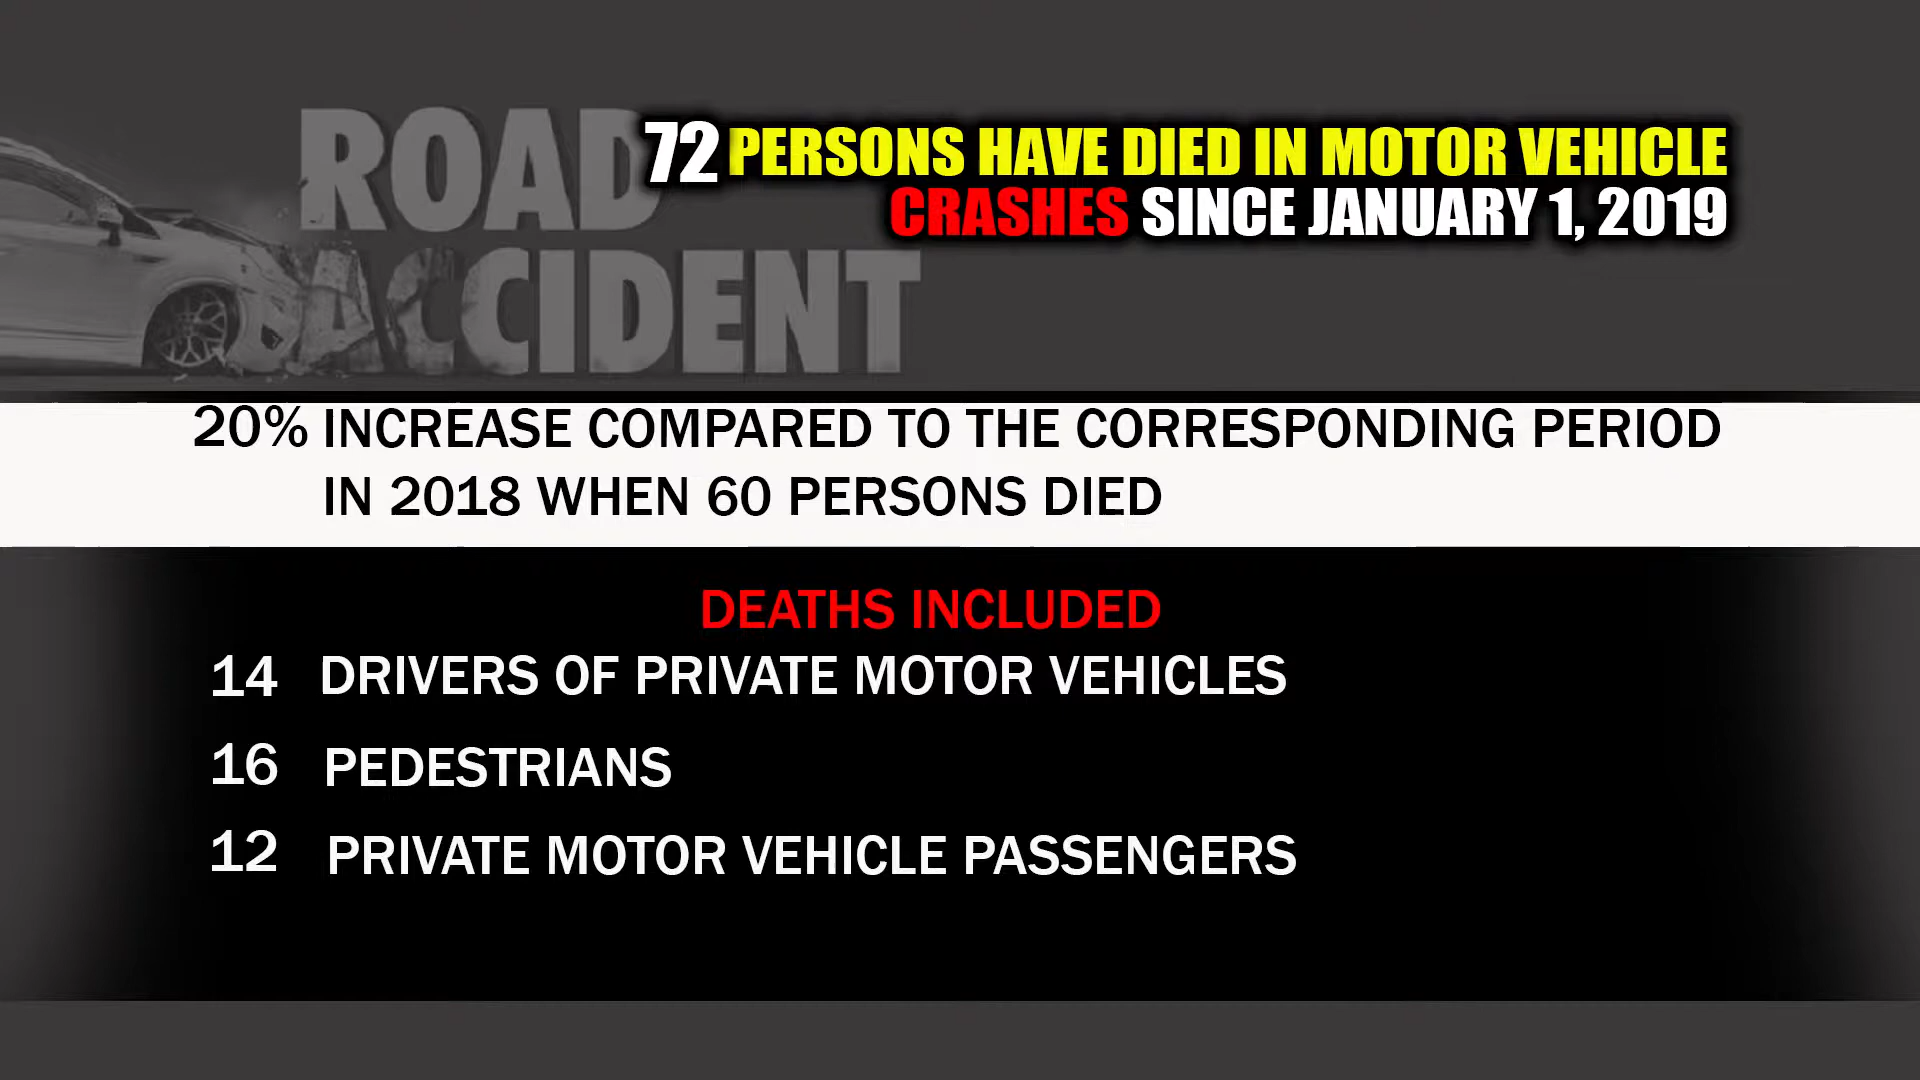 ROAD
ACCIDENT
72 PERSONS HAVE DIED IN MOTOR VEHICLE
CRASHES SINCE JANUARY 1, 2019
20% INCREASE COMPARED TO THE CORRESPONDING PERIOD
IN 2018 WHEN 60 PERSONS DIED
DEATHS INCLUDED
14 DRIVERS OF PRIVATE MOTOR VEHICLES
16 PEDESTRIANS
12 PRIVATE MOTOR VEHICLE PASSENGERS